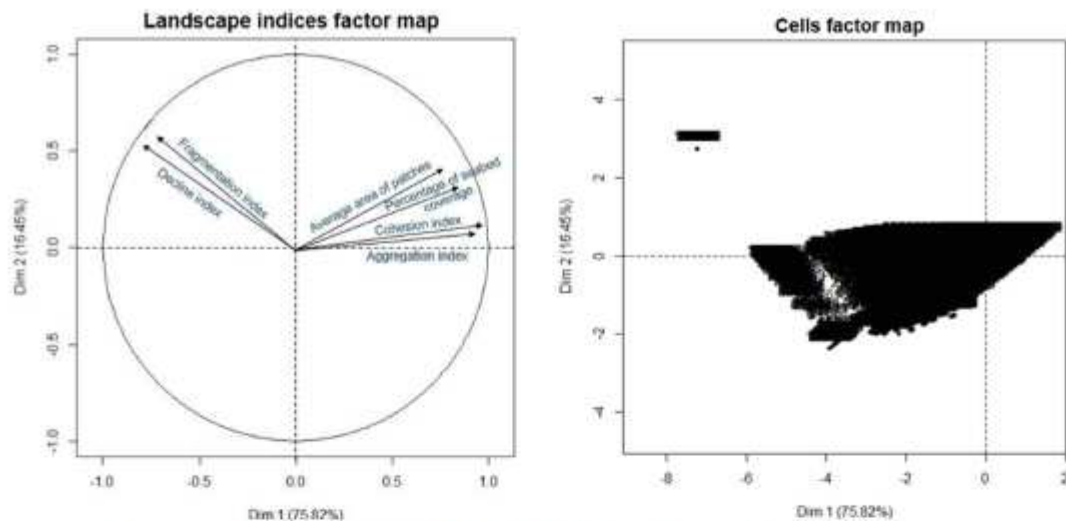 Landscape indices factor map
1.0
0.5
0.0
-0.5
-1.0
Dim 2 (16.45%)
Fragmentation index
Decline index
Average area of patches
Percentage of seabed
coverage
Cohesion index
Aggregation index
-1.0 -0.5 0.0 0.5 1.0
Dim 1 (75.82%)
Cells factor map
4
2
0
-2
-4
Dim 2 (16.45%)
-8 -6 -4 -2 0 2
Dim 1 (75.82%)